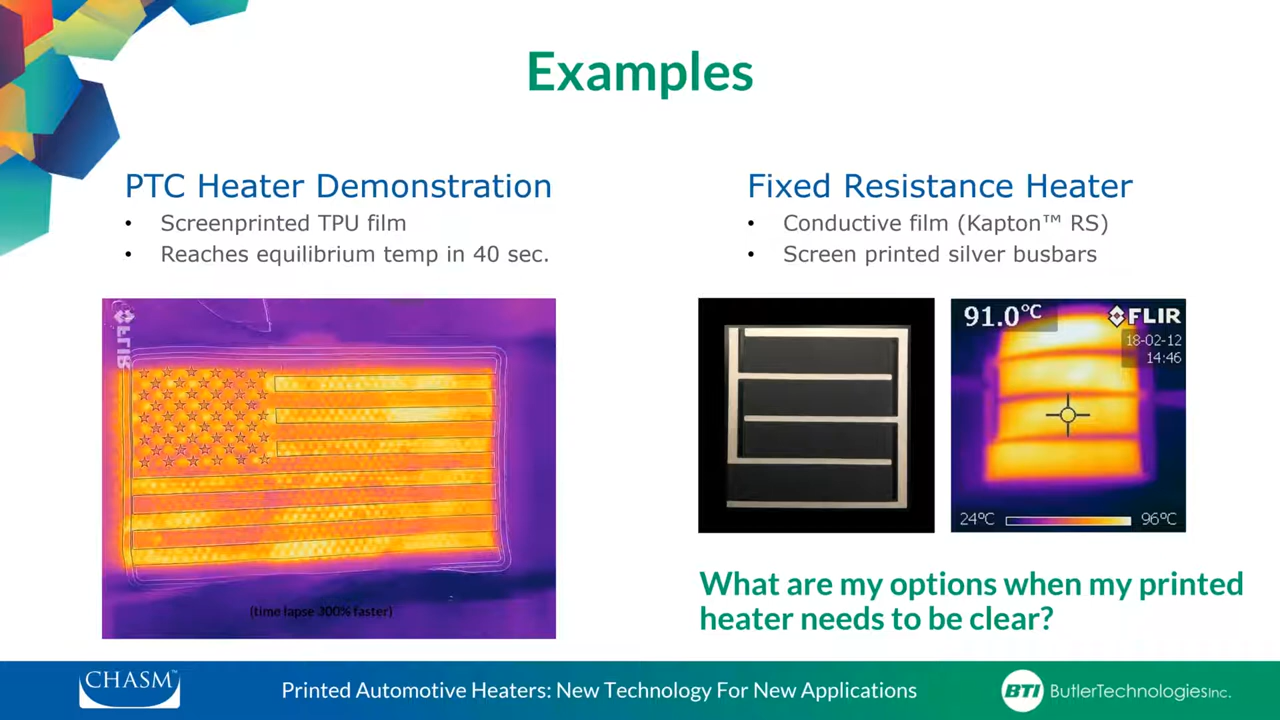 Examples
PTC Heater Demonstration
• Screenprinted TPU film
• Reaches equilibrium temp in 40 sec.
FLIR
(time lapse 300% faster)
Fixed Resistance Heater
• Conductive film (Kapton™ RS)
• Screen printed silver busbars
91.0°C
FLIR
18-02-12
14:46
24°C
96°C
What are my options when my printed
heater needs to be clear?
CHASM™
Printed Automotive Heaters: New Technology For New Applications
BTI ButlerTechnologiesInc.